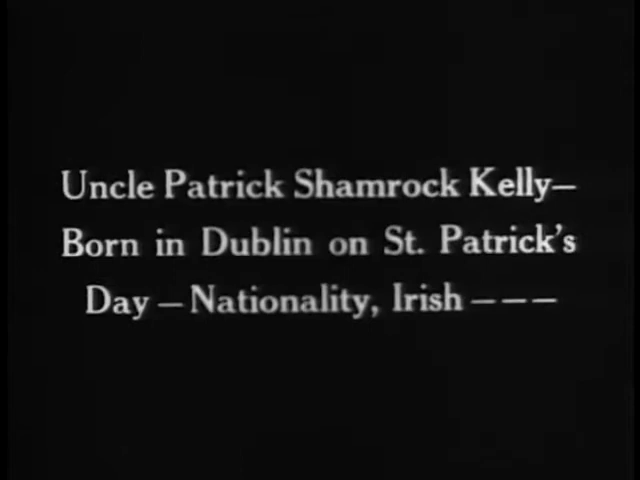 Uncle Patrick Shamrock Kelly—
Born in Dublin on St. Patrick's
Day — Nationality, Irish — — —